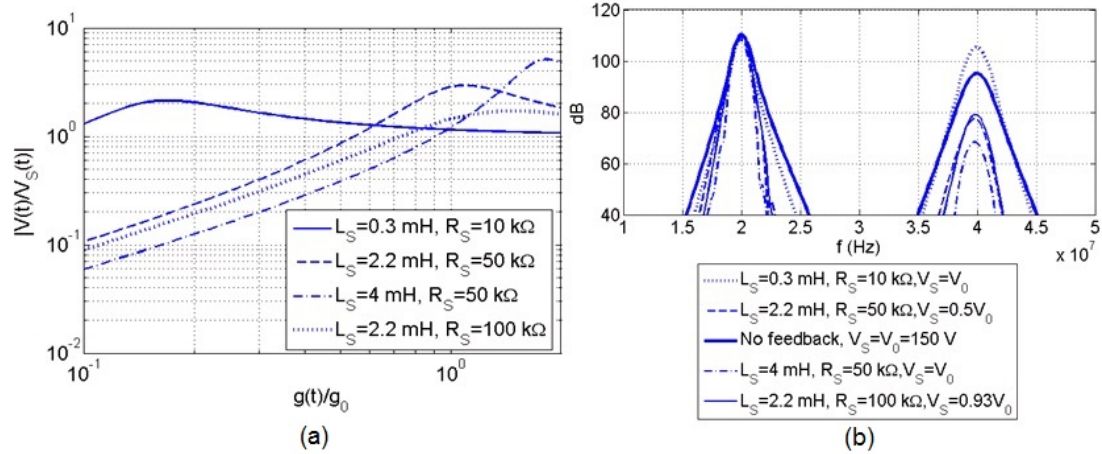 10^1
10^0
10^-1
10^-2
|V(t)/V_S(t)|
L_S=0.3 mH, R_S=10 kΩ
L_S=2.2 mH, R_S=50 kΩ
L_S=4 mH, R_S=50 kΩ
L_S=2.2 mH, R_S=100 kΩ
10^-1
10^0
g(t)/g_0
(a)
120
100
80
60
40
dB
1 1.5 2 2.5 3 3.5 4 4.5 5
f (Hz)
x 10^7
L_S=0.3 mH, R_S=10 kΩ,V_S=V_0
L_S=2.2 mH, R_S=50 kΩ,V_S=0.5V_0
No feedback, V_S=V_0=150 V
L_S=4 mH, R_S=50 kΩ,V_S=V_0
L_S=2.2 mH, R_S=100 kΩ,V_S=0.93V_0
(b)